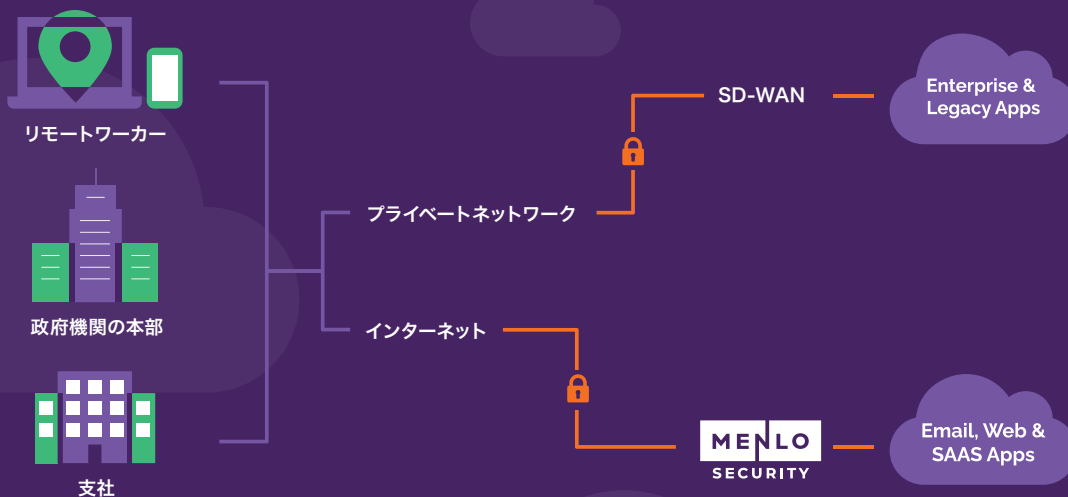 リモートワーカー
政府機関の本部
支社
プライベートネットワーク
インターネット
SD-WAN
Enterprise &
Legacy Apps
MENLO
SECURITY
Email, Web &
SAAS Apps